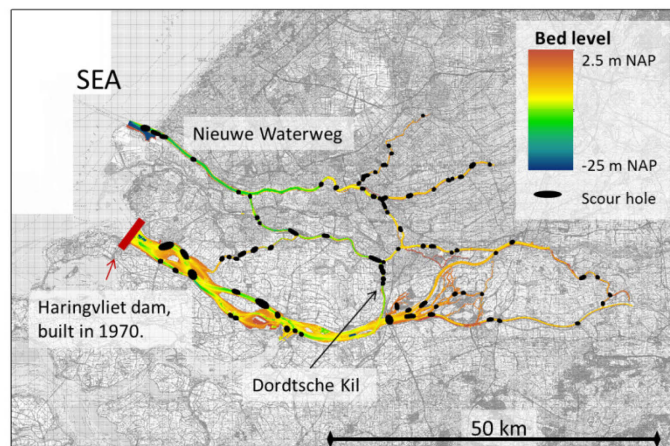 Bed level
2.5 m NAP
-25 m NAP
Scour hole
SEA
Nieuwe Waterweg
Haringvliet dam,
built in 1970.
Dordtsche Kil
50 km